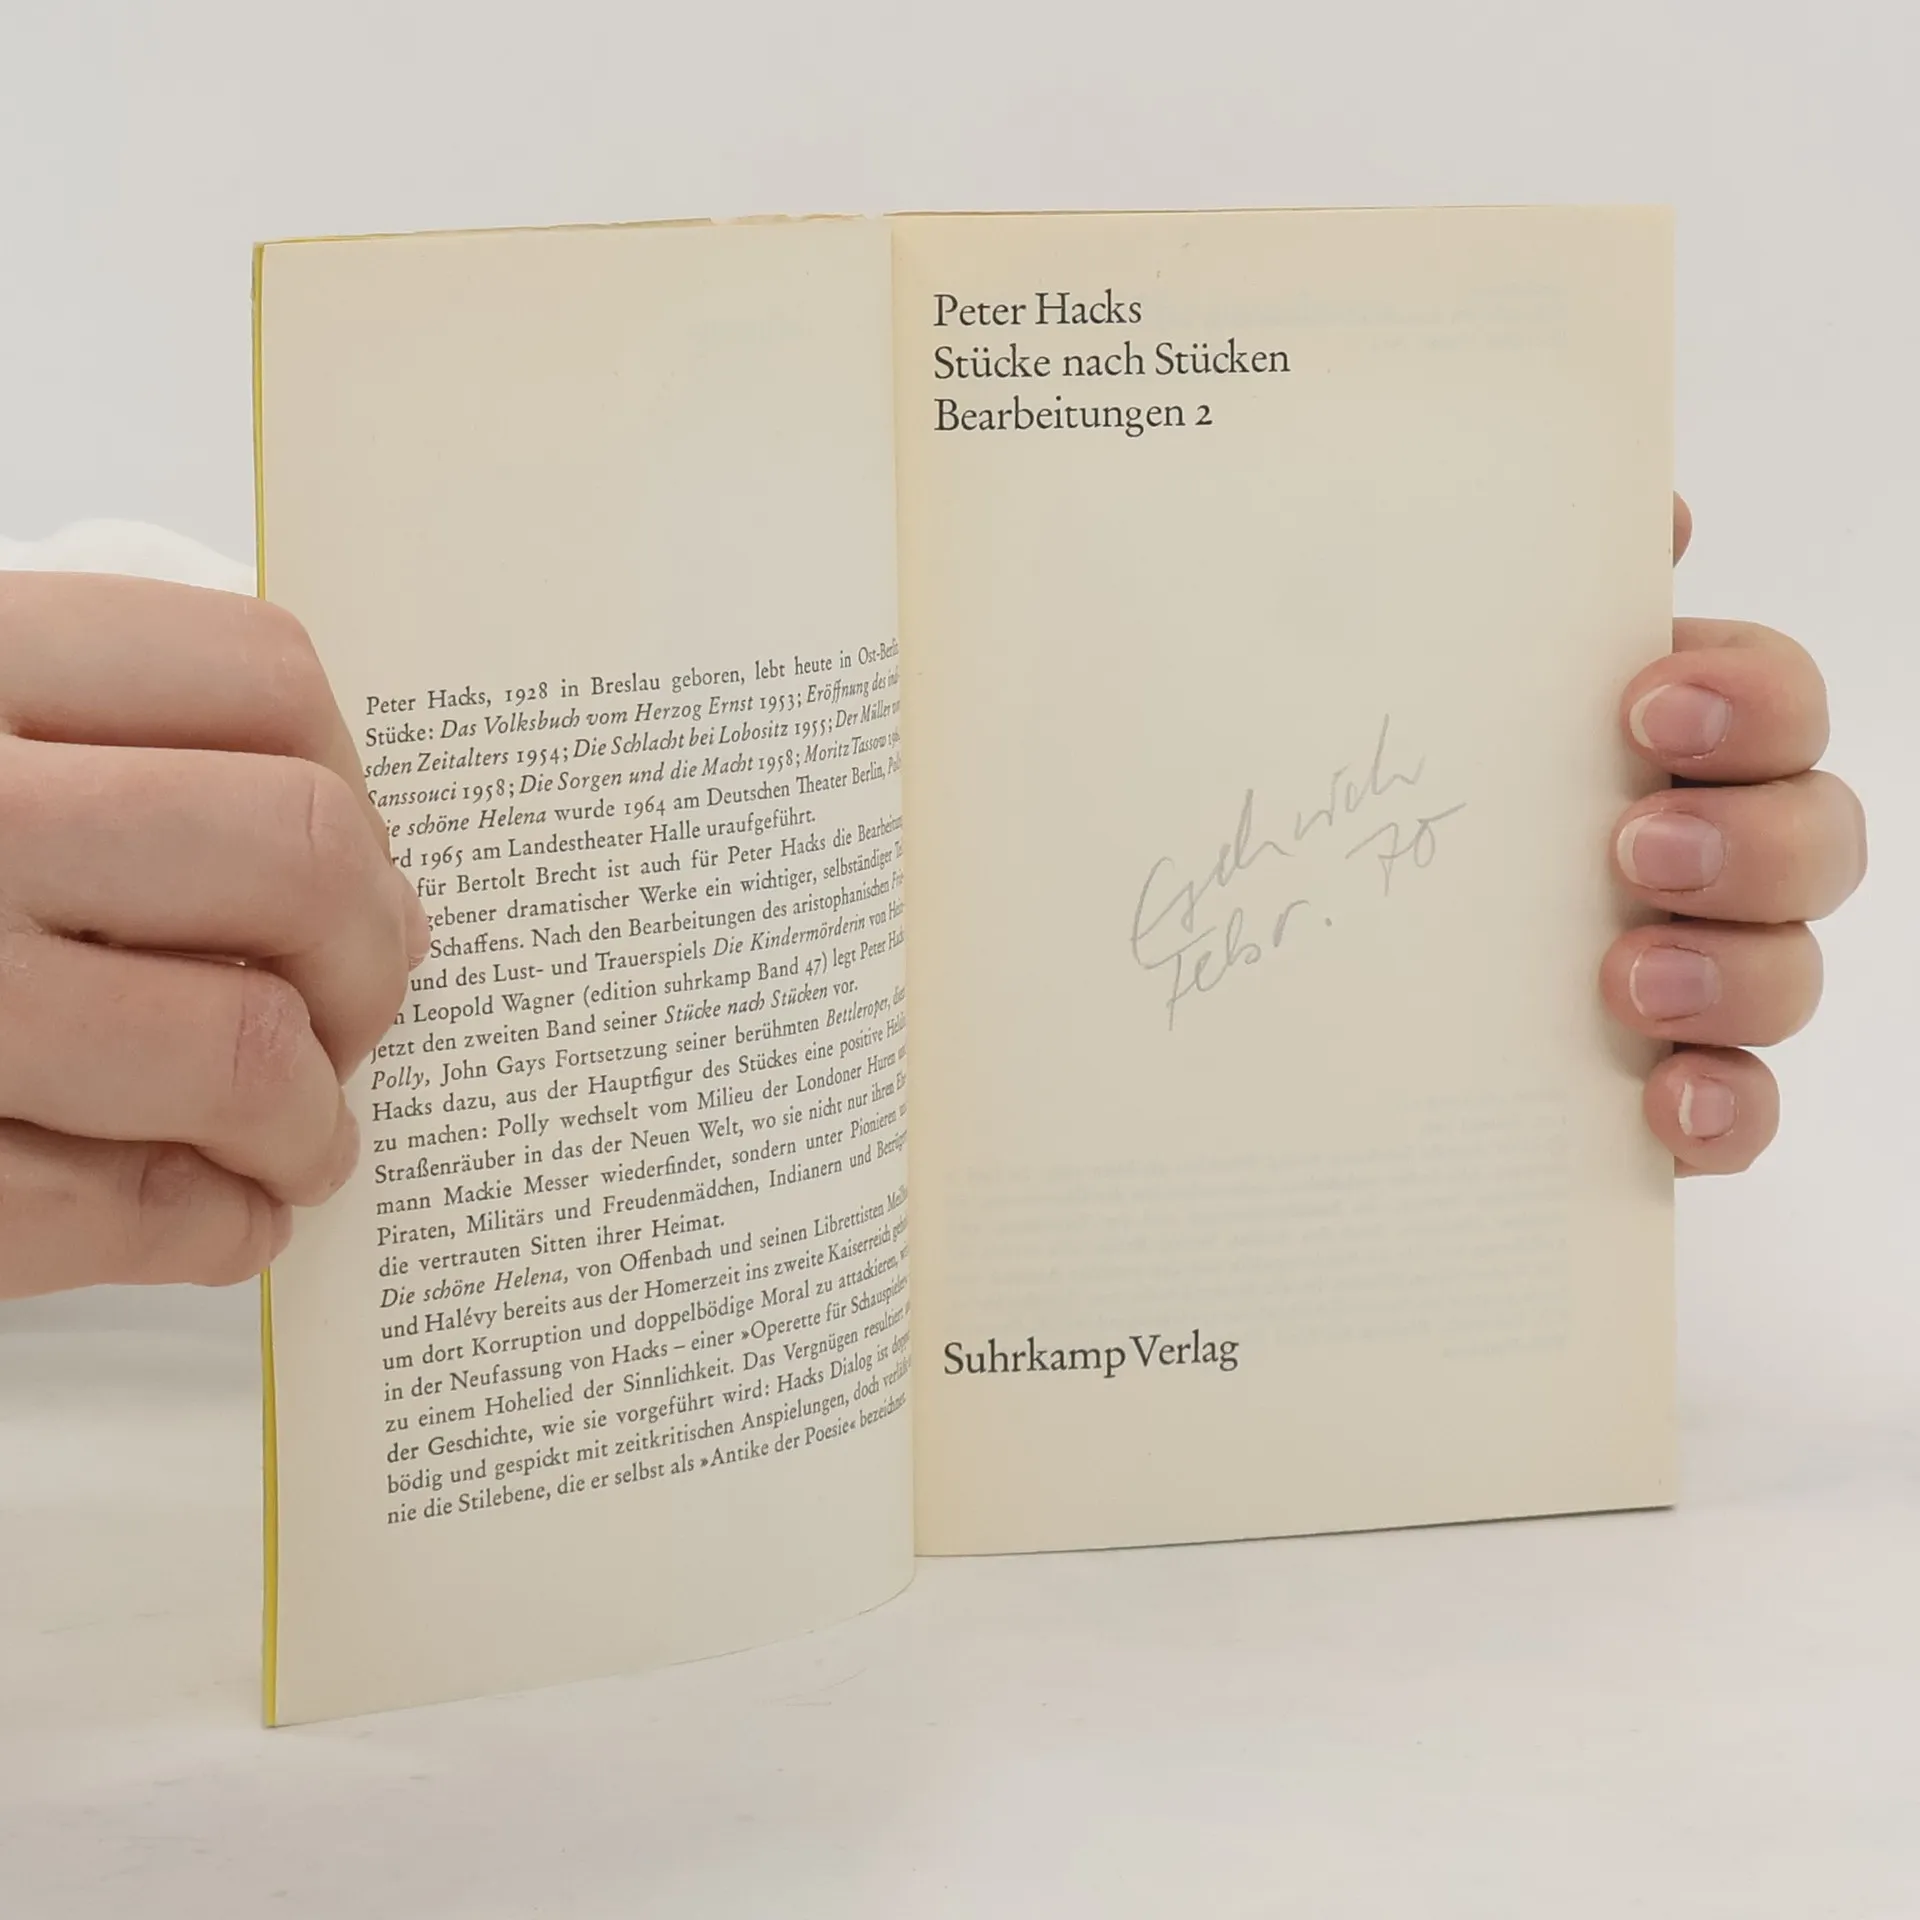 Peter Hacks, 1928 in Breslau geboren, lebt heute in Ost-Berlin
Stücke: Das Volksbuch vom Herzog Ernst 1953; Eröffnung des indi-
schen Zeitalters 1954; Die Schlacht bei Lobositz 1955; Der Müller von
Sanssouci 1958; Die Sorgen und die Macht 1958; Moritz Tassow
schöne Helena wurde 1964 am Deutschen Theater Berlin,
1965 am Landestheater Halle uraufgeführt.
für Bertolt Brecht ist auch für Peter Hacks die Bearbeitung
gebener dramatischer Werke ein wichtiger, selbständiger
Schaffens. Nach den Bearbeitungen des aristophanischen
und des Lust- und Trauerspiels Die Kindermörderin von
Leopold Wagner (edition suhrkamp Band 47) legt Peter Hacks
jetzt den zweiten Band seiner Stücke nach Stücken vor.
Polly, John Gays Fortsetzung seiner berühmten Bettleroper,
Hacks dazu, aus der Hauptfigur des Stückes eine positive
zu machen: Polly wechselt vom Milieu der Londoner Huren
Straßenräuber in das der Neuen Welt, wo sie nicht nur ihren
mann Mackie Messer wiederfindet, sondern unter Pionieren
Piraten, Militärs und Freudenmädchen, Indianern und
die vertrauten Sitten ihrer Heimat.
Die schöne Helena, von Offenbach und seinen Librettisten
und Halévy bereits aus der Homerzeit ins zweite Kaiserreich
um dort Korruption und doppelbödige Moral zu attackieren,
in der Neufassung von Hacks – einer »Operette für Schauspieler«
zu einem Hohelied der Sinnlichkeit. Das Vergnügen resultiert
der Geschichte, wie sie vorgeführt wird: Hacks Dialog ist
bödig und gespickt mit zeitkritischen Anspielungen, doch
nie die Stilebene, die er selbst als »Antike der Poesie« bezeichnet.
Peter Hacks
Stücke nach Stücken
Bearbeitungen 2
Febr. 70
Suhrkamp Verlag